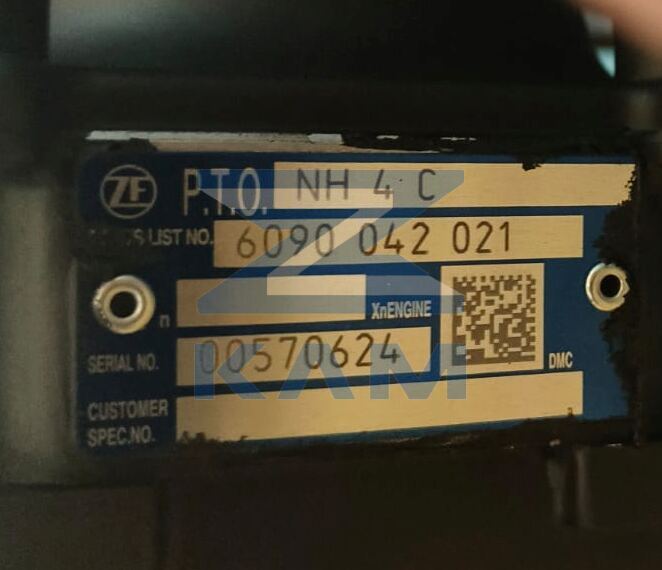 ZF P.T.O. NH 4 C
LIST NO. 6090 042 021
n XnENGINE
SERIAL NO. 00570624 DMC
KAM
CUSTOMER
SPEC.NO.